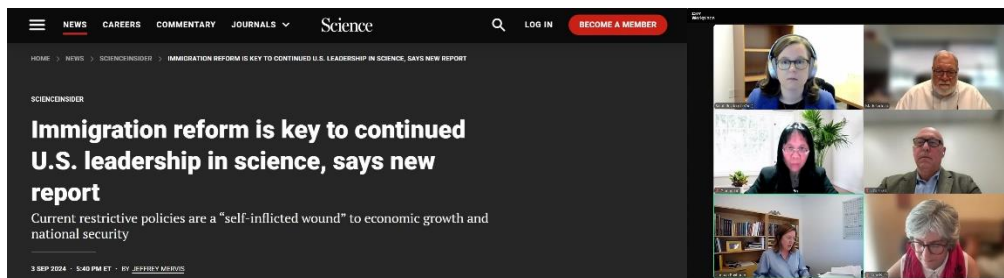 NEWS CAREERS COMMENTARY JOURNALS Science LOG IN BECOME A MEMBER
HOME > NEWS > SCIENCEINSIDER > IMMIGRATION REFORM IS KEY TO CONTINUED U.S. LEADERSHIP IN SCIENCE, SAYS NEW REPORT
SCIENCEINSIDER
Immigration reform is key to continued
U.S. leadership in science, says new
report
Current restrictive policies are a “self-inflicted wound” to economic growth and
national security
3 SEP 2024 · 5:40 PM ET · BY JEFFREY MERVIS